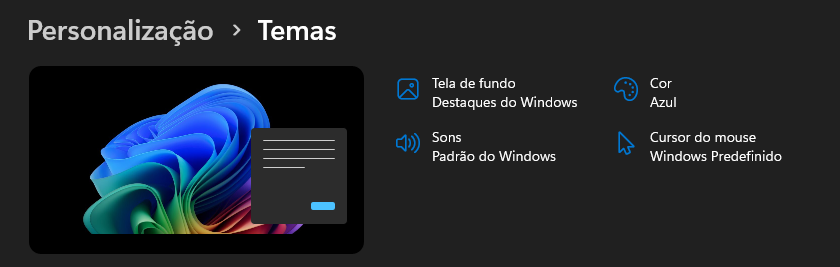 Personalização > Temas
Tela de fundo
Destaques do Windows
Cor
Azul
Sons
Padrão do Windows
Cursor do mouse
Windows Predefinido